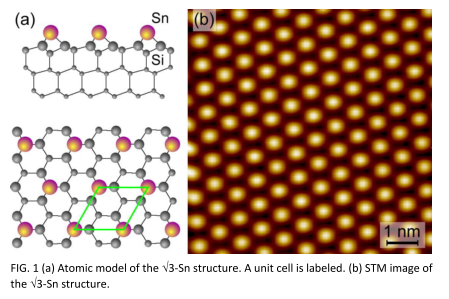 (a)
Sn
Si
(b)
1 nm
FIG. 1 (a) Atomic model of the √3-Sn structure. A unit cell is labeled. (b) STM image of
the √3-Sn structure.